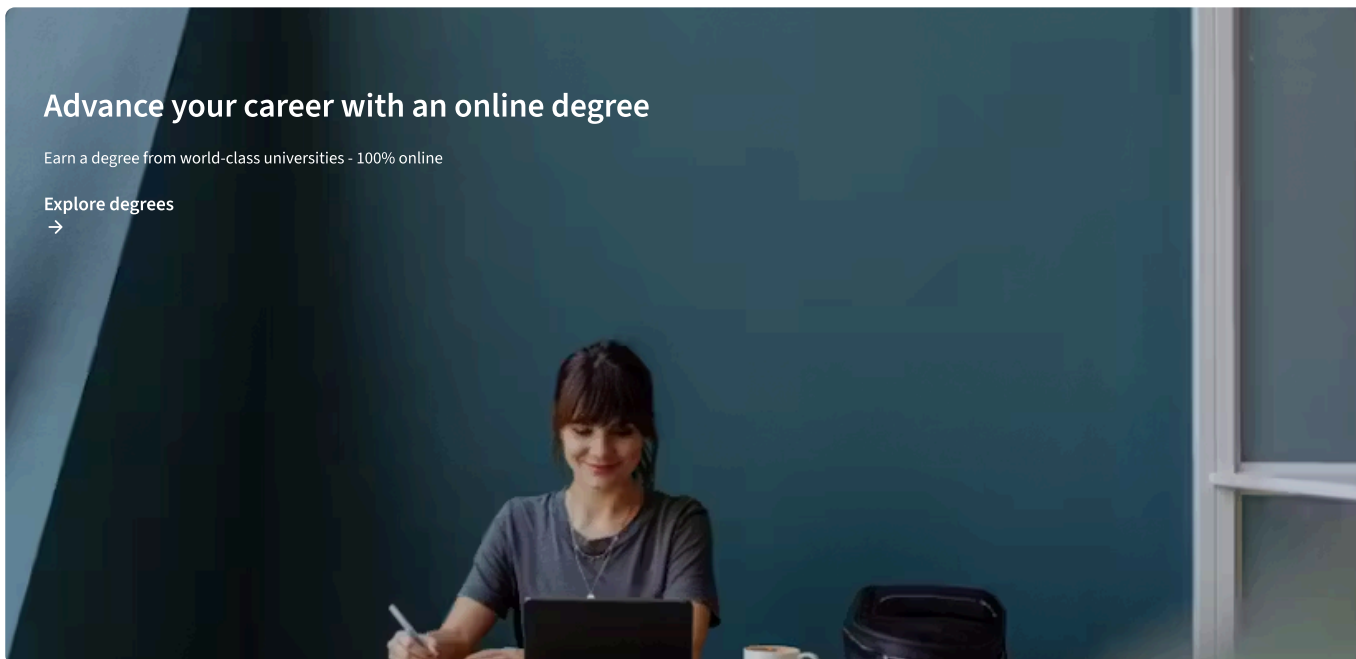 Advance your career with an online degree
Earn a degree from world-class universities - 100% online
Explore degrees
→